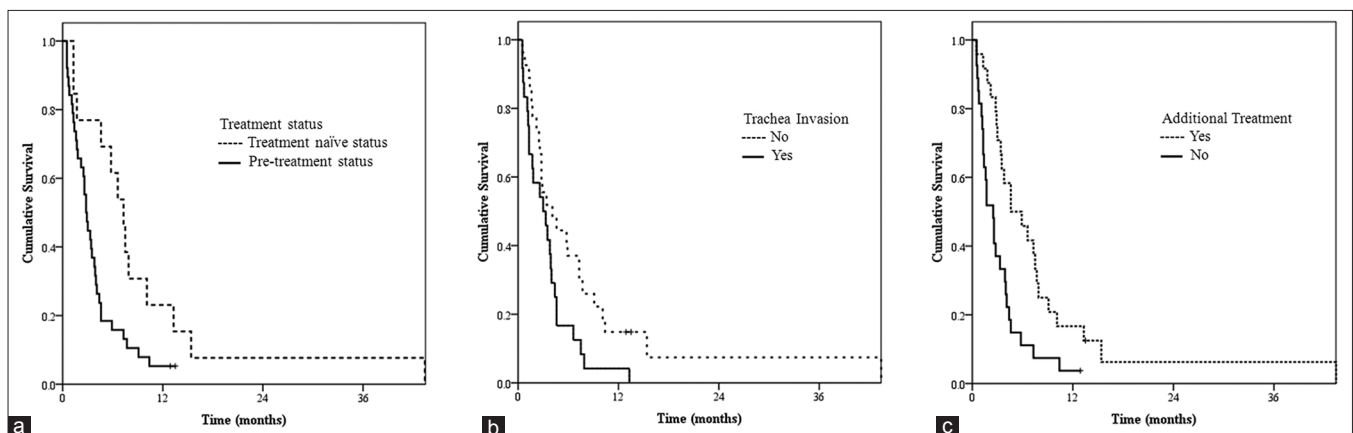 1.0
0.8
0.6
0.4
0.2
0.0
Cumulative Survival
Treatment status
Treatment naïve status
Pre-treatment status
0
12
24
36
Time (months)
a
1.0
0.8
0.6
0.4
0.2
0.0
Cumulative Survival
Trachea Invasion
No
Yes
0
12
24
36
Time (months)
b
1.0
0.8
0.6
0.4
0.2
0.0
Cumulative Survival
Additional Treatment
Yes
No
0
12
24
36
Time (months)
c